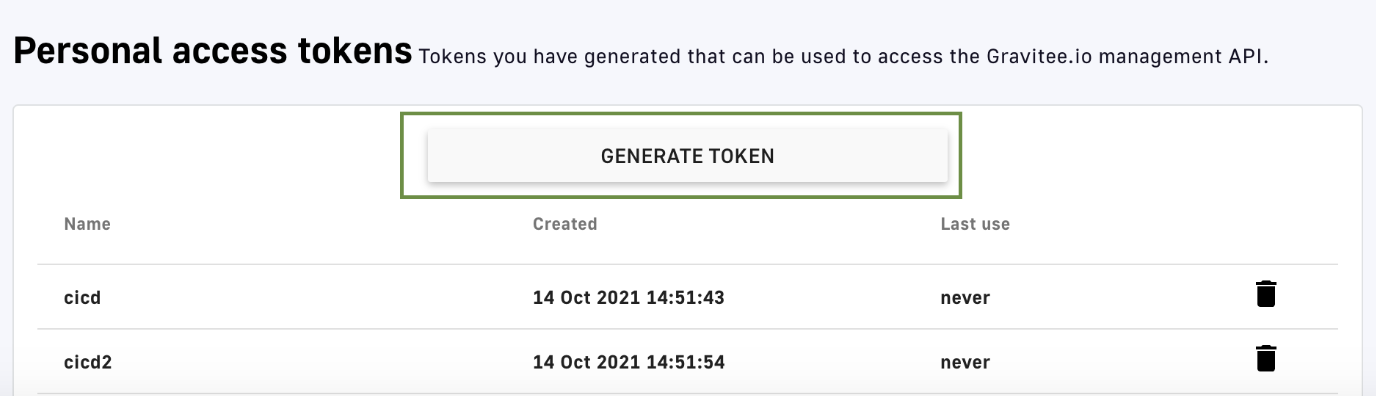 Personal access tokens Tokens you have generated that can be used to access the Gravitee.io management API.
GENERATE TOKEN
Name Created Last use
cicd 14 Oct 2021 14:51:43 never
cicd2 14 Oct 2021 14:51:54 never